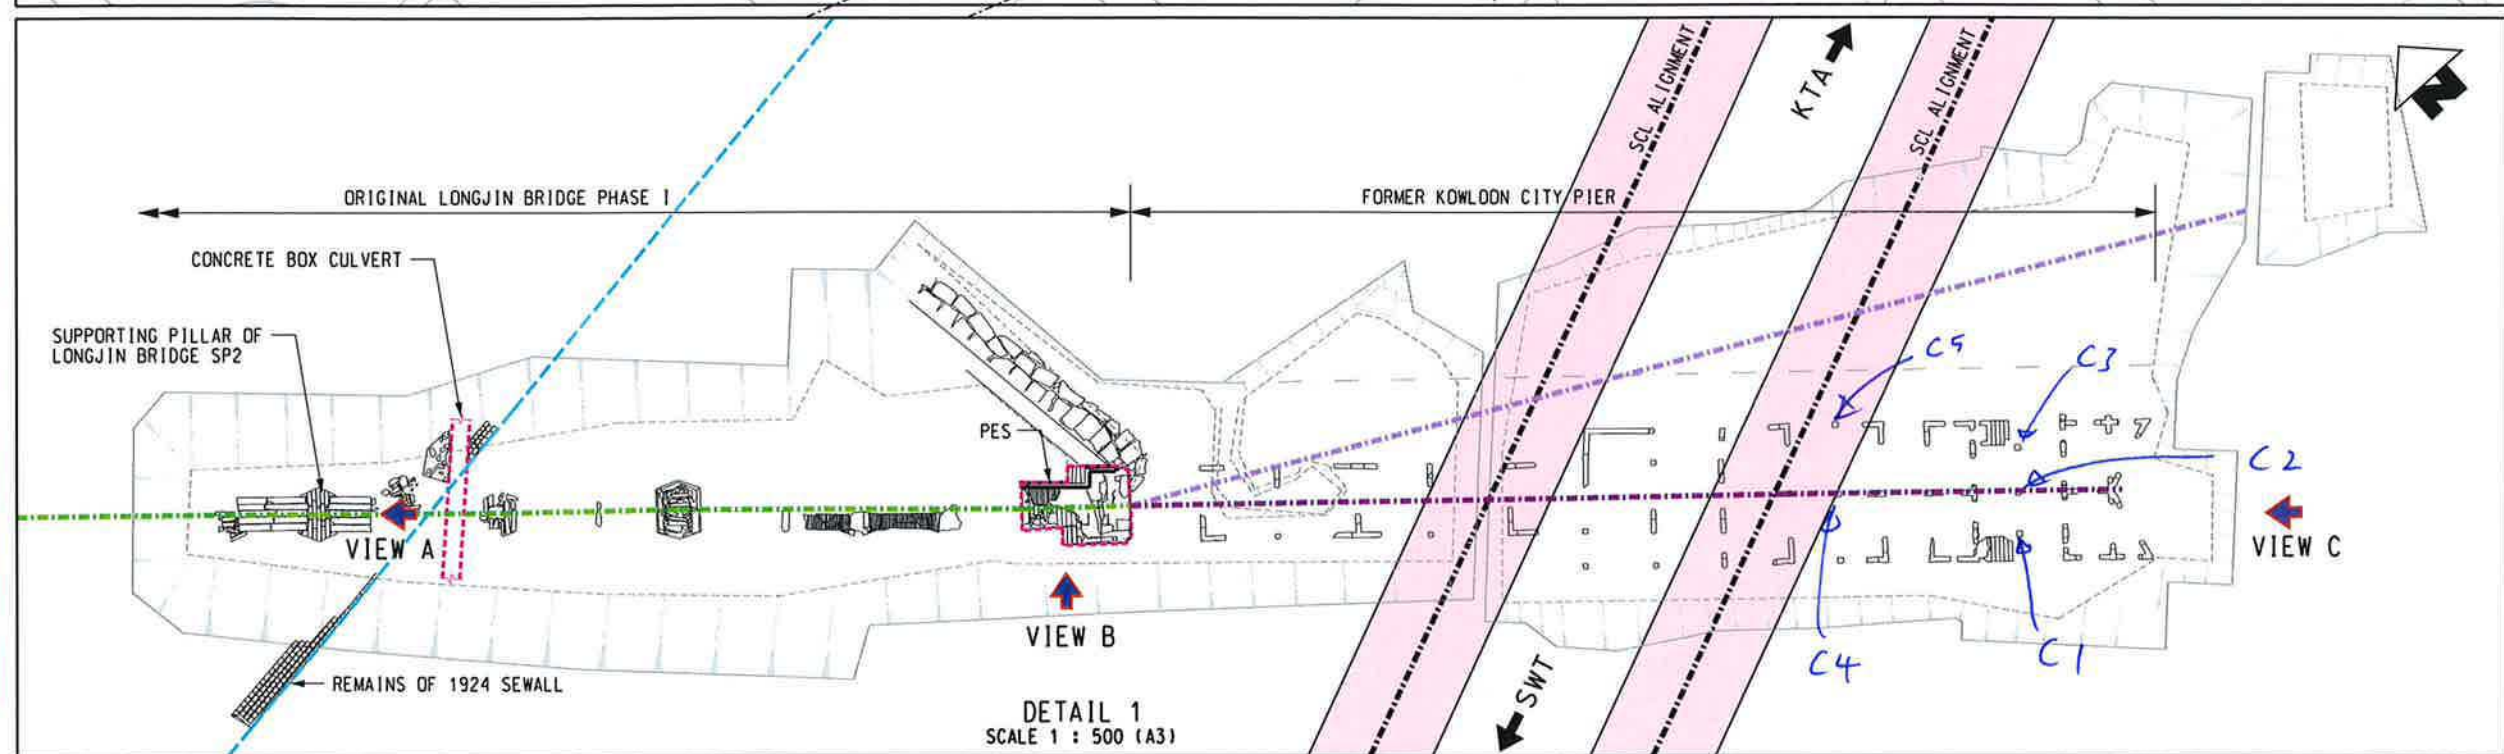 SCL ALIGNMENT
SCL ALIGNMENT
KTA
N
ORIGINAL LONGJIN BRIDGE PHASE I
FORMER KOWLOON CITY PIER
CONCRETE BOX CULVERT
SUPPORTING PILLAR OF
LONGJIN BRIDGE SP2
C5
C3
PES
C2
VIEW A
VIEW C
VIEW B
C4
C1
REMAINS OF 1924 SEWALL
SWT
DETAIL 1
SCALE 1 : 500 (A3)